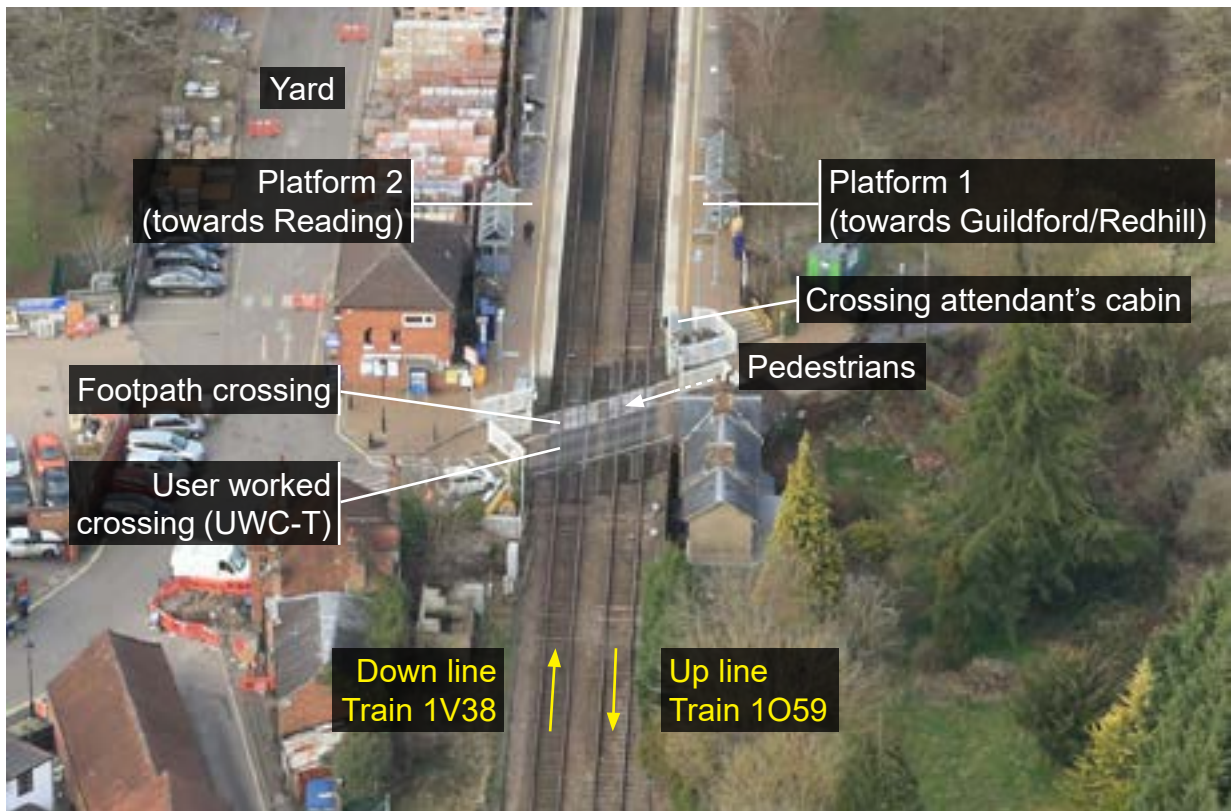 Yard
Platform 2
(towards Reading)
Platform 1
(towards Guildford/Redhill)
Crossing attendant's cabin
Pedestrians
Footpath crossing
User worked
crossing (UWC-T)
Down line
Train 1V38
Up line
Train 1O59